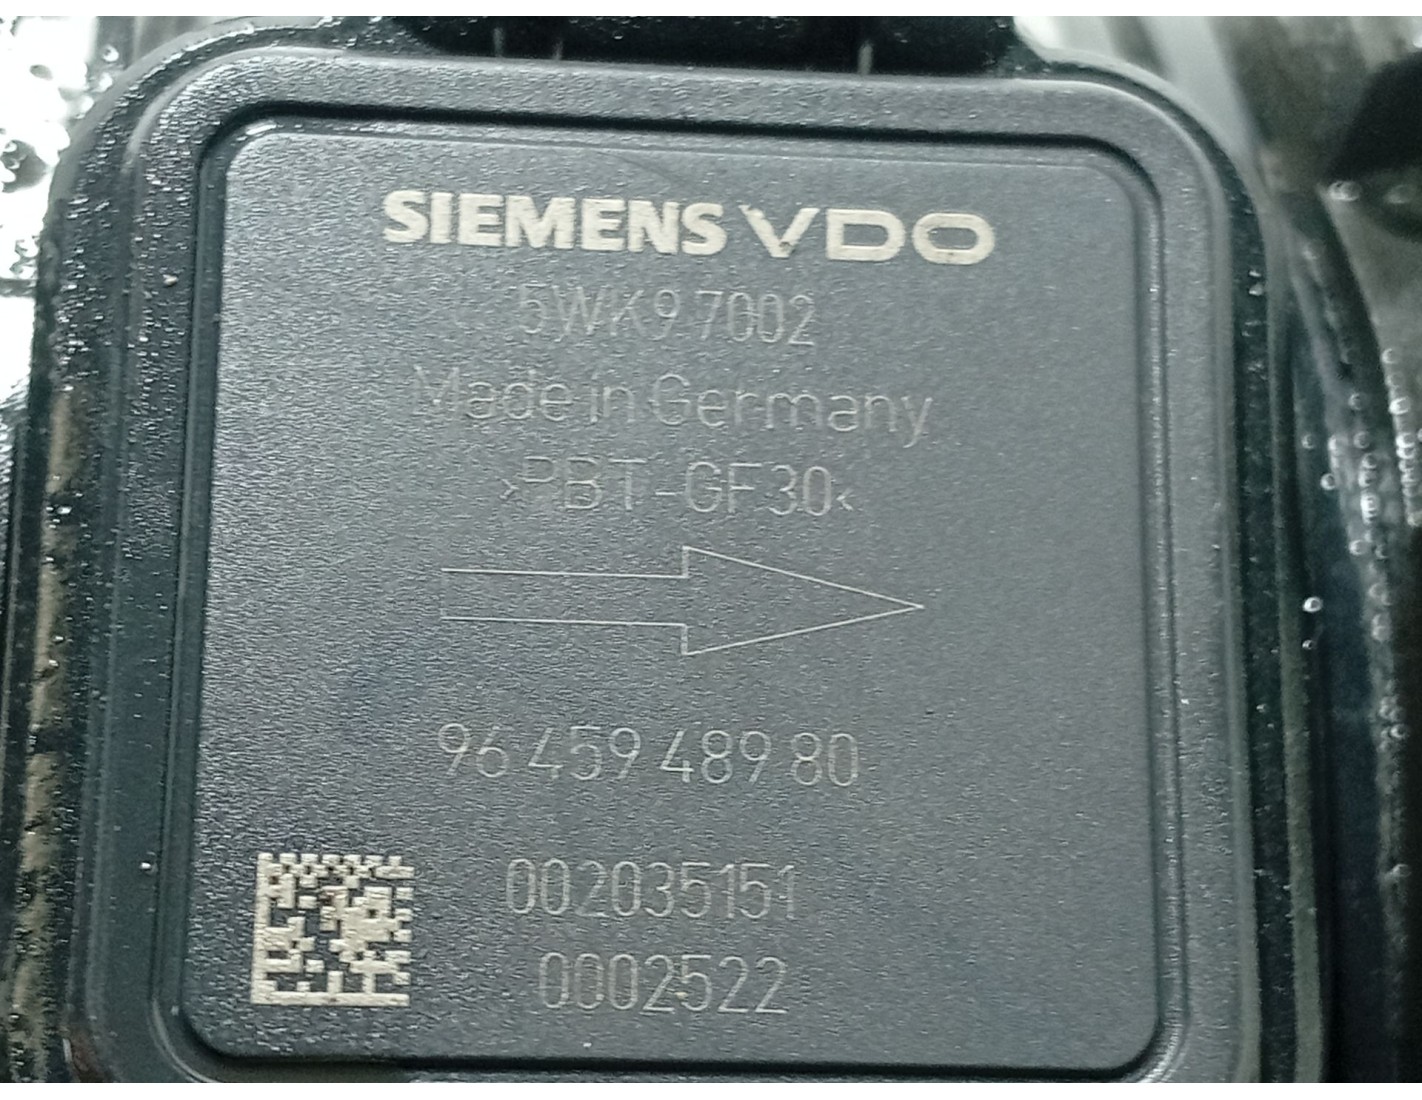 SIEMENS VDO
5WK9 7002
Made in Germany
>PBT-GF30<
96 459 489 80
002035151
0002522